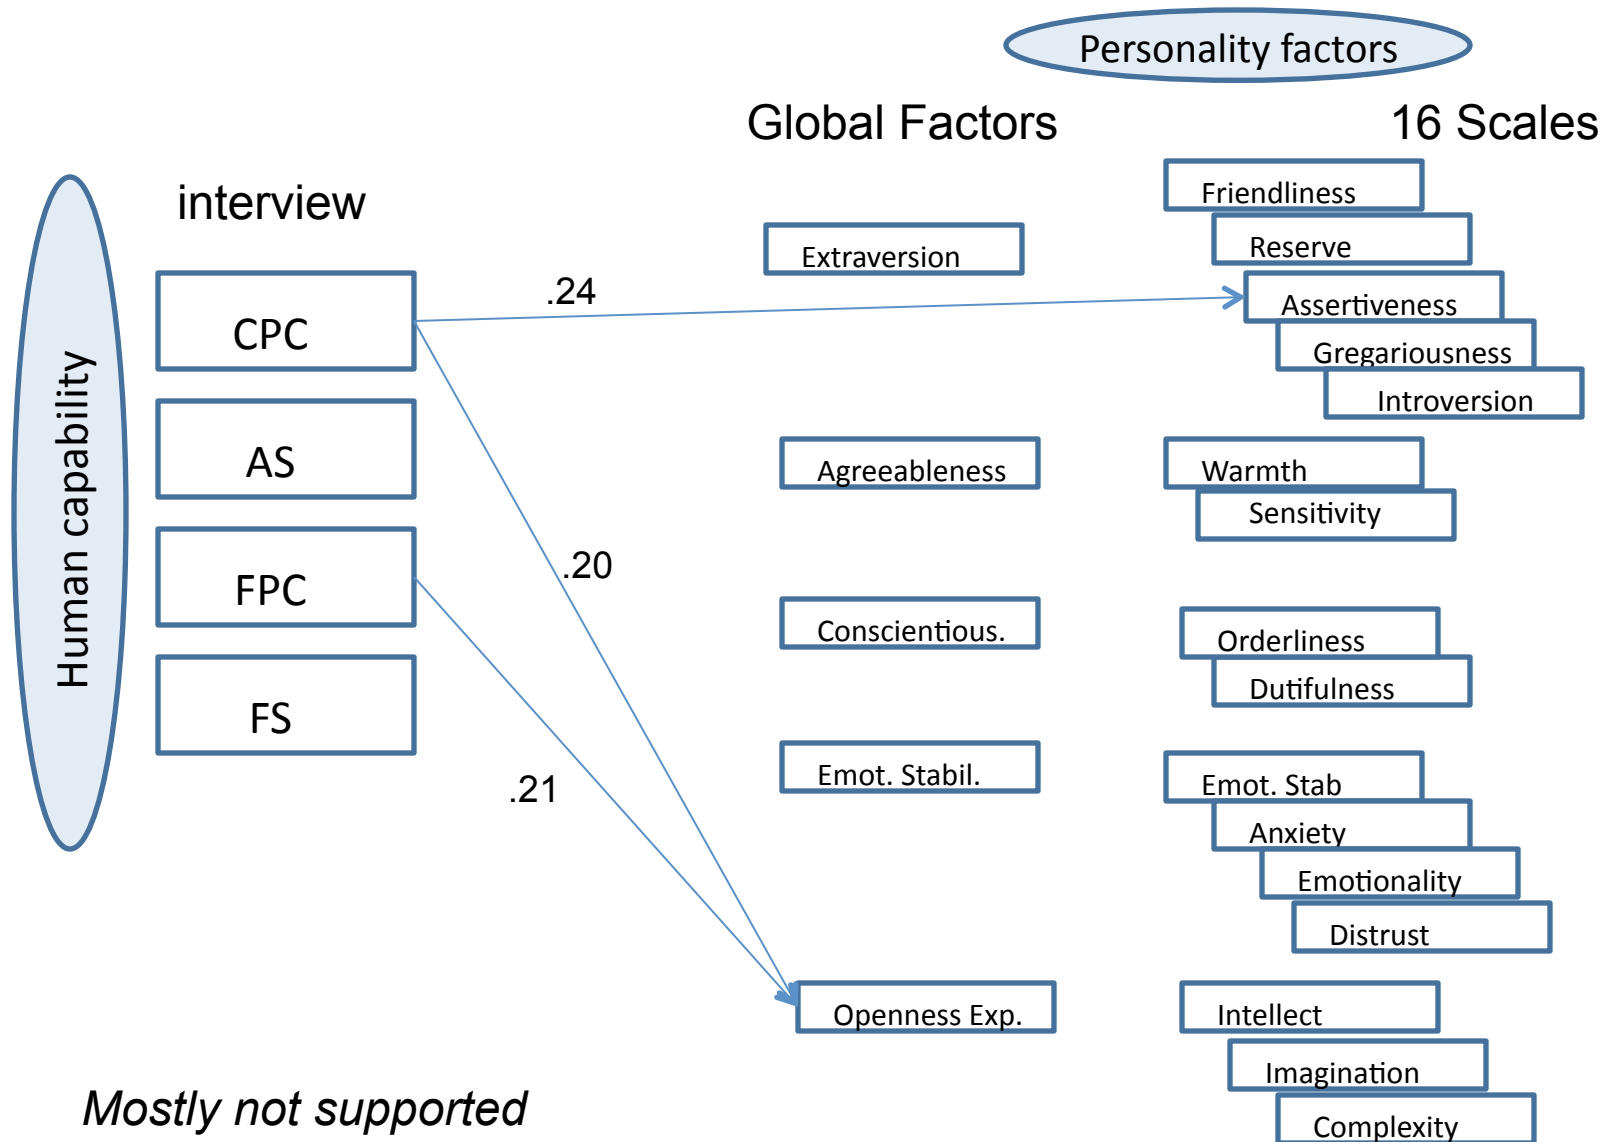 Personality factors
Global Factors
16 Scales
Human capability
interview
CPC
AS
FPC
FS
.24
.20
.21
Extraversion
Agreeableness
Conscientious.
Emot. Stabil.
Openness Exp.
Friendliness
Reserve
Assertiveness
Gregariousness
Introversion
Warmth
Sensitivity
Orderliness
Dutifulness
Emot. Stab
Anxiety
Emotionality
Distrust
Intellect
Imagination
Complexity
Mostly not supported